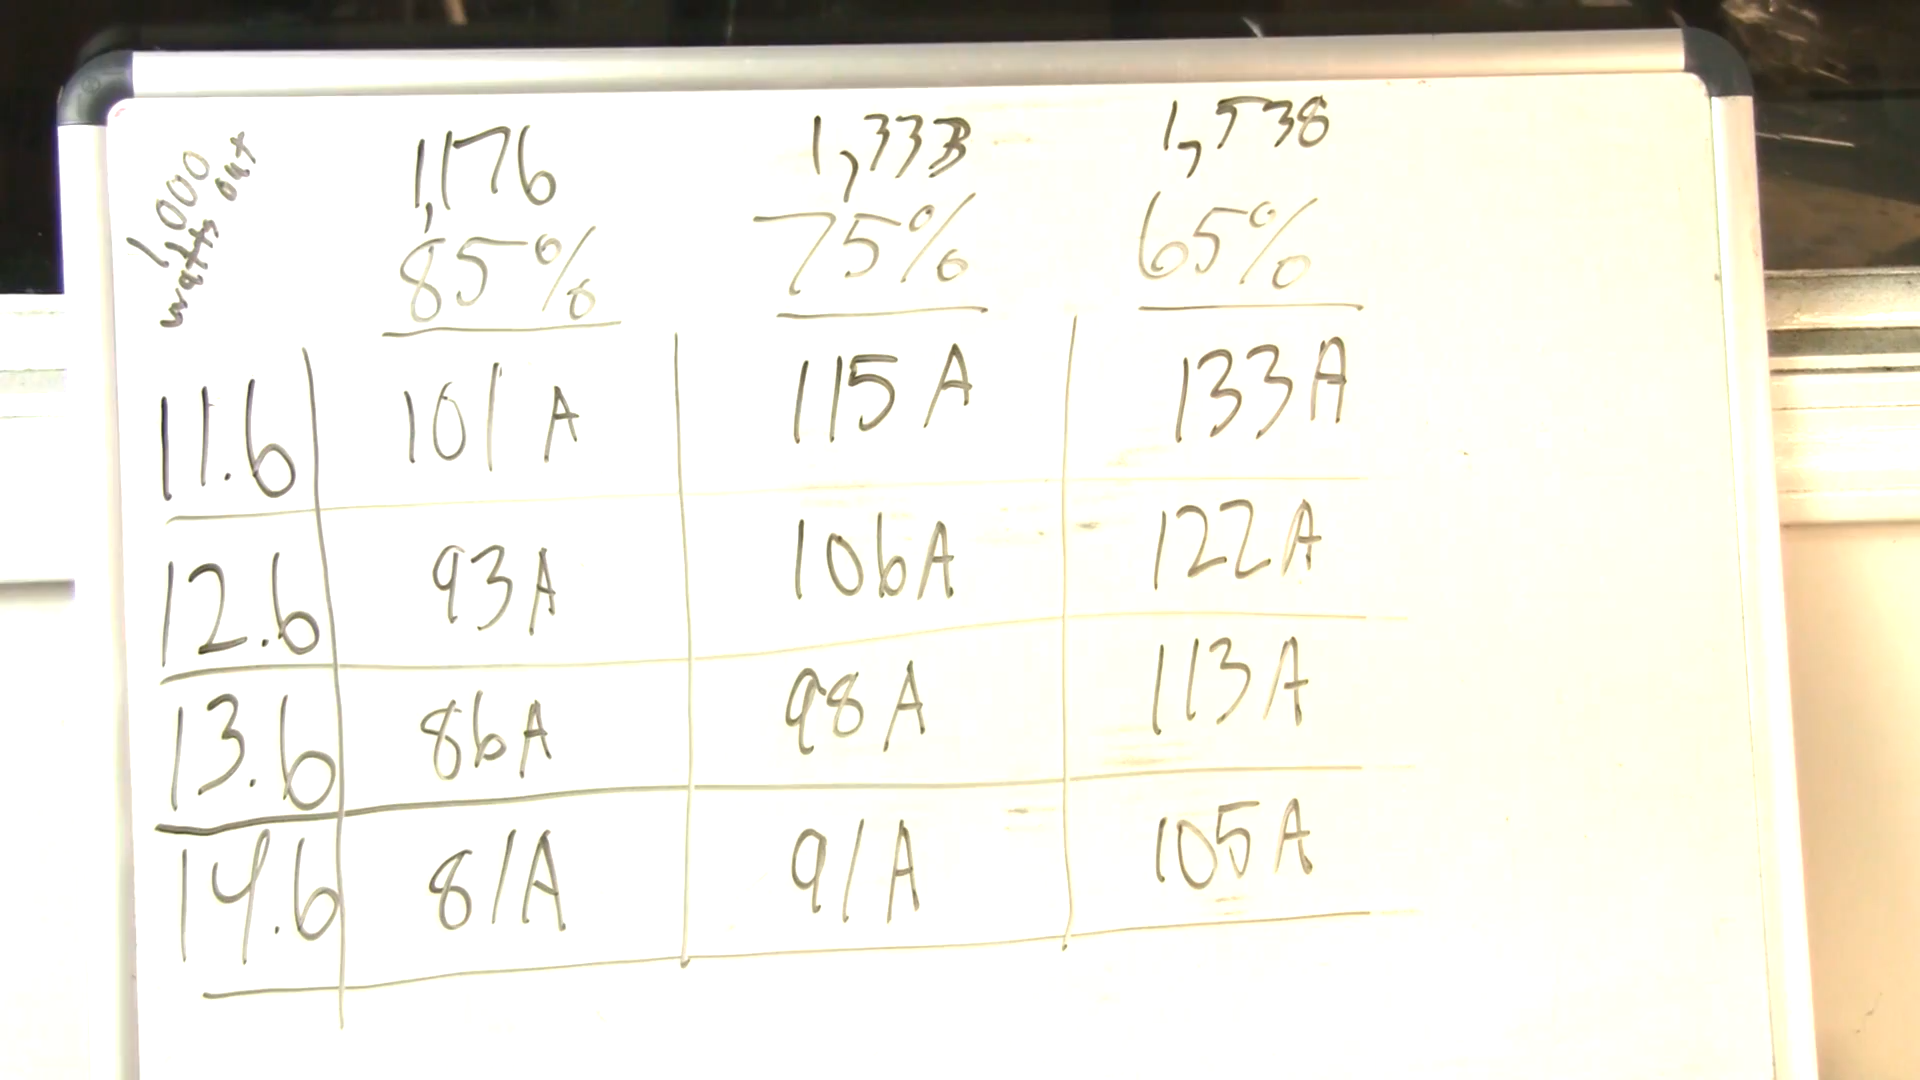 1,000
watts out
1,176 1,333 1,538
85% 75% 65%
11.6 101 A 115 A 133A
12.6 93A 106A 122A
13.6 86A 98 A 113A
14.6 81A 91A 105A